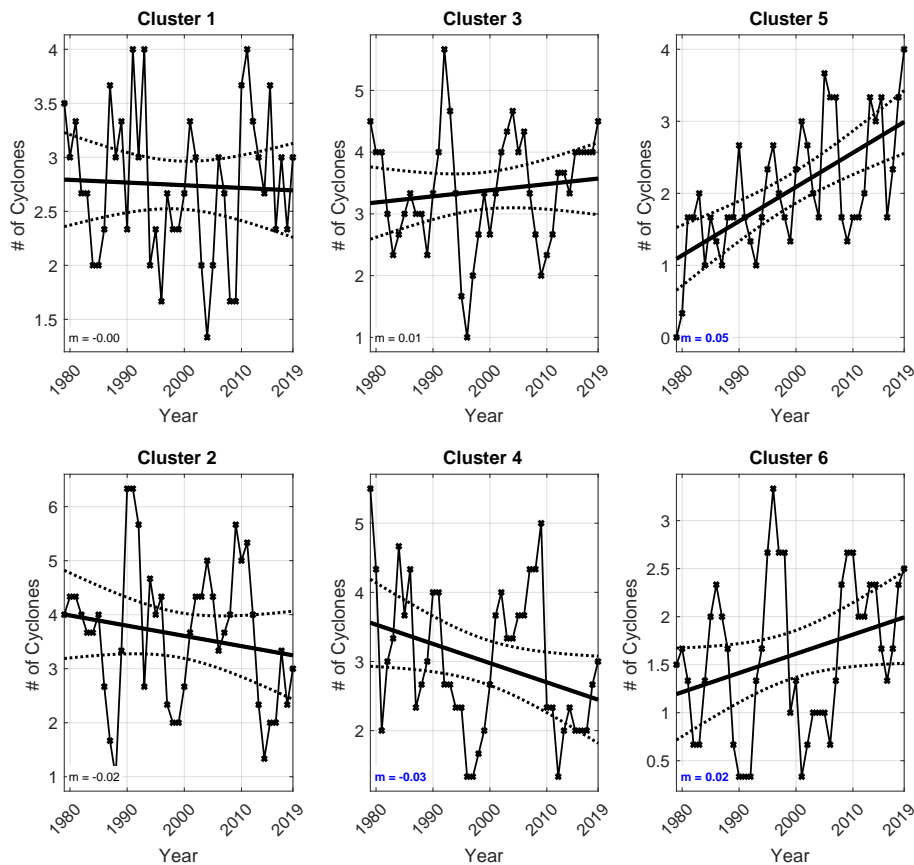 Cluster 1
# of Cyclones
4
3.5
3
2.5
2
1.5
m = -0.00
1980
1990
2000
2010
2019
Year
Cluster 3
# of Cyclones
5
4
3
2
1
m = 0.01
1980
1990
2000
2010
2019
Year
Cluster 5
# of Cyclones
4
3
2
1
0
m = 0.05
1980
1990
2000
2010
2019
Year
Cluster 2
# of Cyclones
6
5
4
3
2
1
m = -0.02
1980
1990
2000
2010
2019
Year
Cluster 4
# of Cyclones
5
4
3
2
m = -0.03
1980
1990
2000
2010
2019
Year
Cluster 6
# of Cyclones
3
2.5
2
1.5
1
0.5
m = 0.02
1980
1990
2000
2010
2019
Year